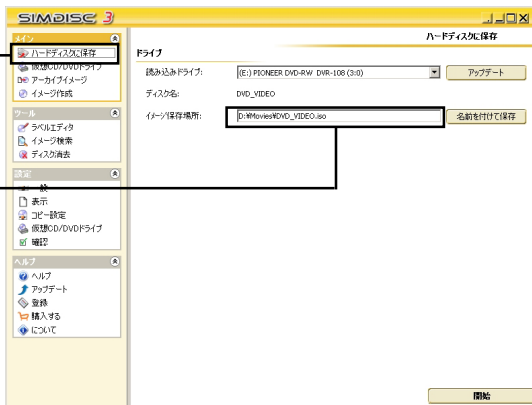 SIMDISC 3
ハードディスクに保存
メイン
ハードディスクに保存
仮想CD/DVDドライブ
アーカイブイメージ
イメージ作成
ツール
ラベルエディタ
イメージ検索
ディスク消去
設定
表示
コピー設定
仮想CD/DVDドライブ
確認
ヘルプ
ヘルプ
アップデート
登録
購入する
について
ドライブ
読み込みドライブ:
(E:) PIONEER DVD-RW DVR-108 (3:0)
アップデート
ディスク名:
DVD_VIDEO
イメージ保存場所:
D:¥Movies¥DVD_VIDEO.iso
名前を付けて保存
開始